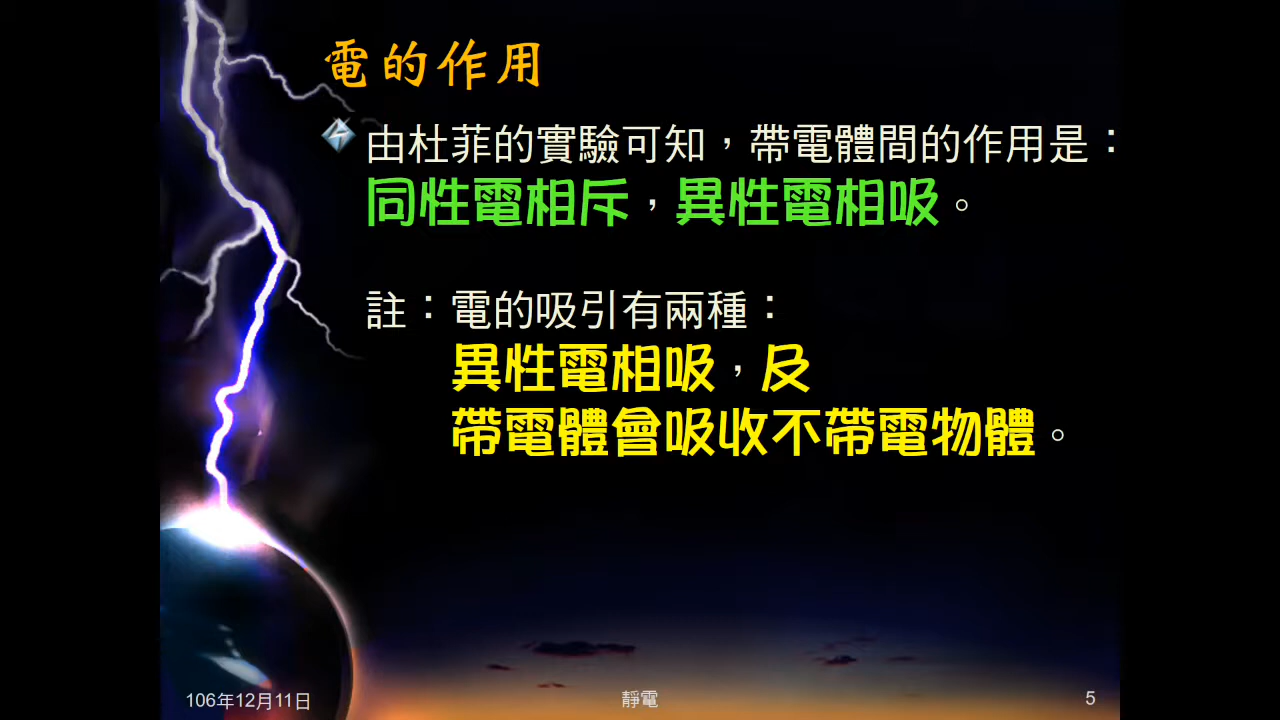 電的作用
由杜菲的實驗可知，帶電體間的作用是：
同性電相斥，異性電相吸。
註：電的吸引有兩種：
異性電相吸，及
帶電體會吸收不帶電物體。
106年12月11日
靜電
5